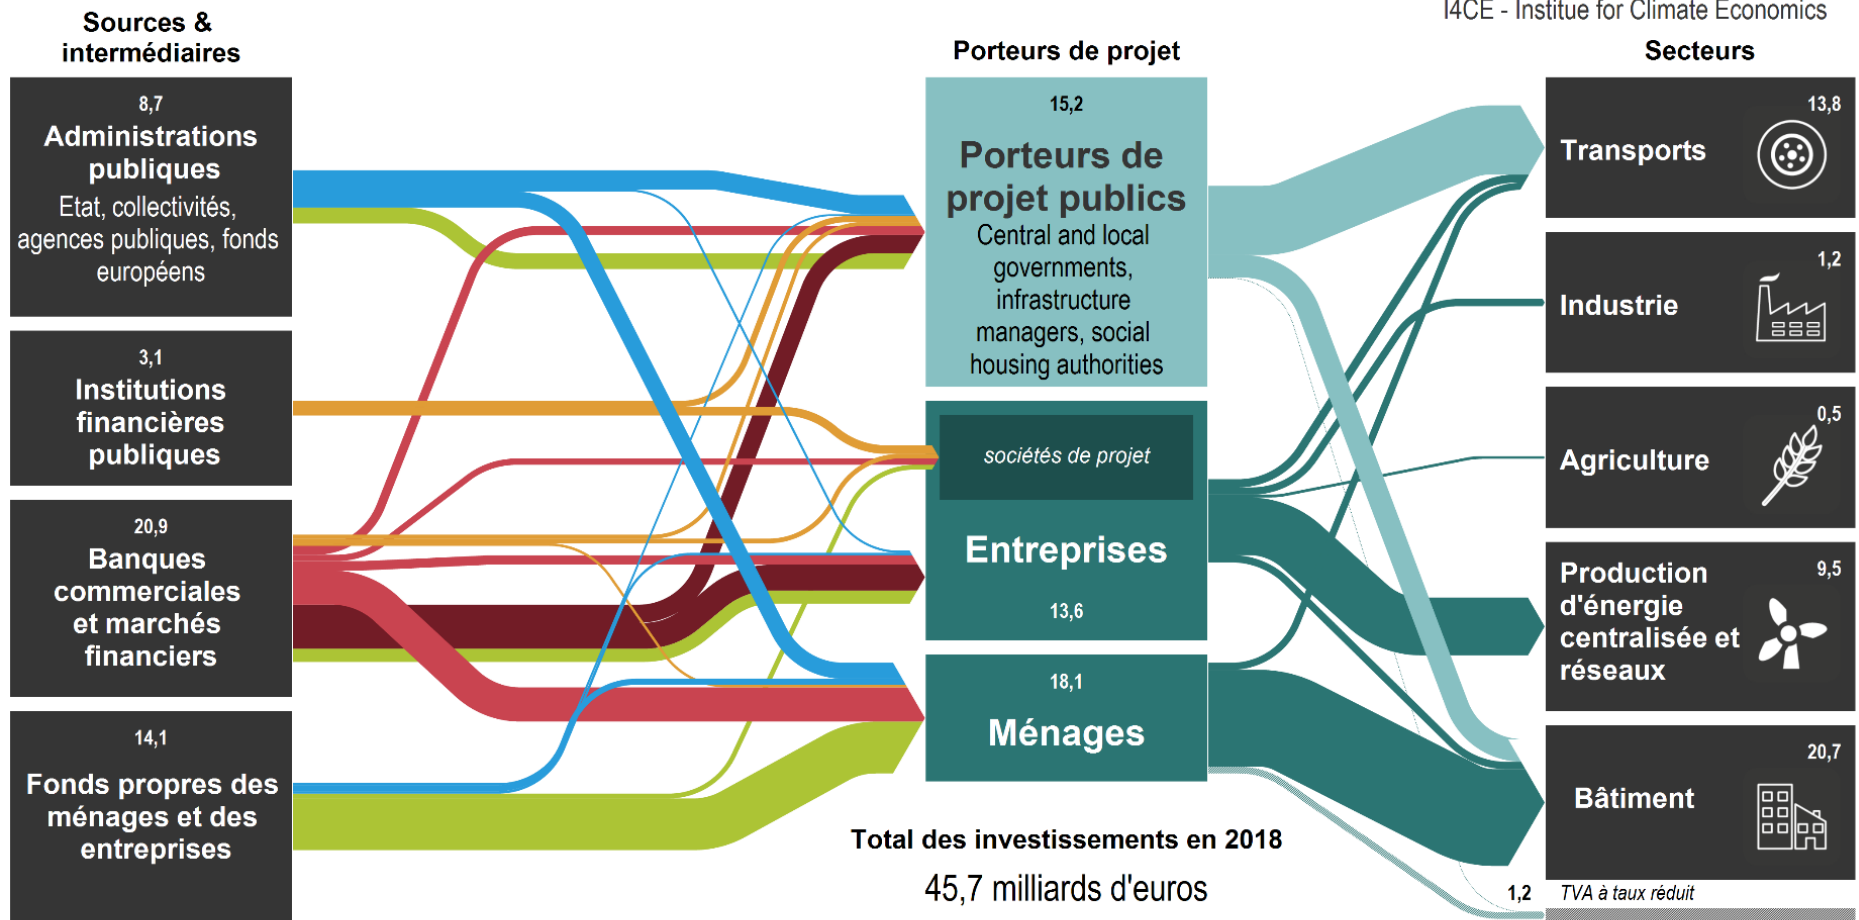 I4CE - Institue for Climate Economics
Sources &
intermédiaires
8,7
Administrations
publiques
Etat, collectivités,
agences publiques, fonds
européens
3,1
Institutions
financières
publiques
20,9
Banques
commerciales
et marchés
financiers
14,1
Fonds propres des
ménages et des
entreprises
Porteurs de projet
15,2
Porteurs de
projet publics
Central and local
governments,
infrastructure
managers, social
housing authorities
sociétés de projet
Entreprises
13,6
18,1
Ménages
Total des investissements en 2018
45,7 milliards d'euros
Secteurs
13,8
Transports
1,2
Industrie
0,5
Agriculture
9,5
Production
d'énergie
centralisée et
réseaux
20,7
Bâtiment
1,2 TVA à taux réduit